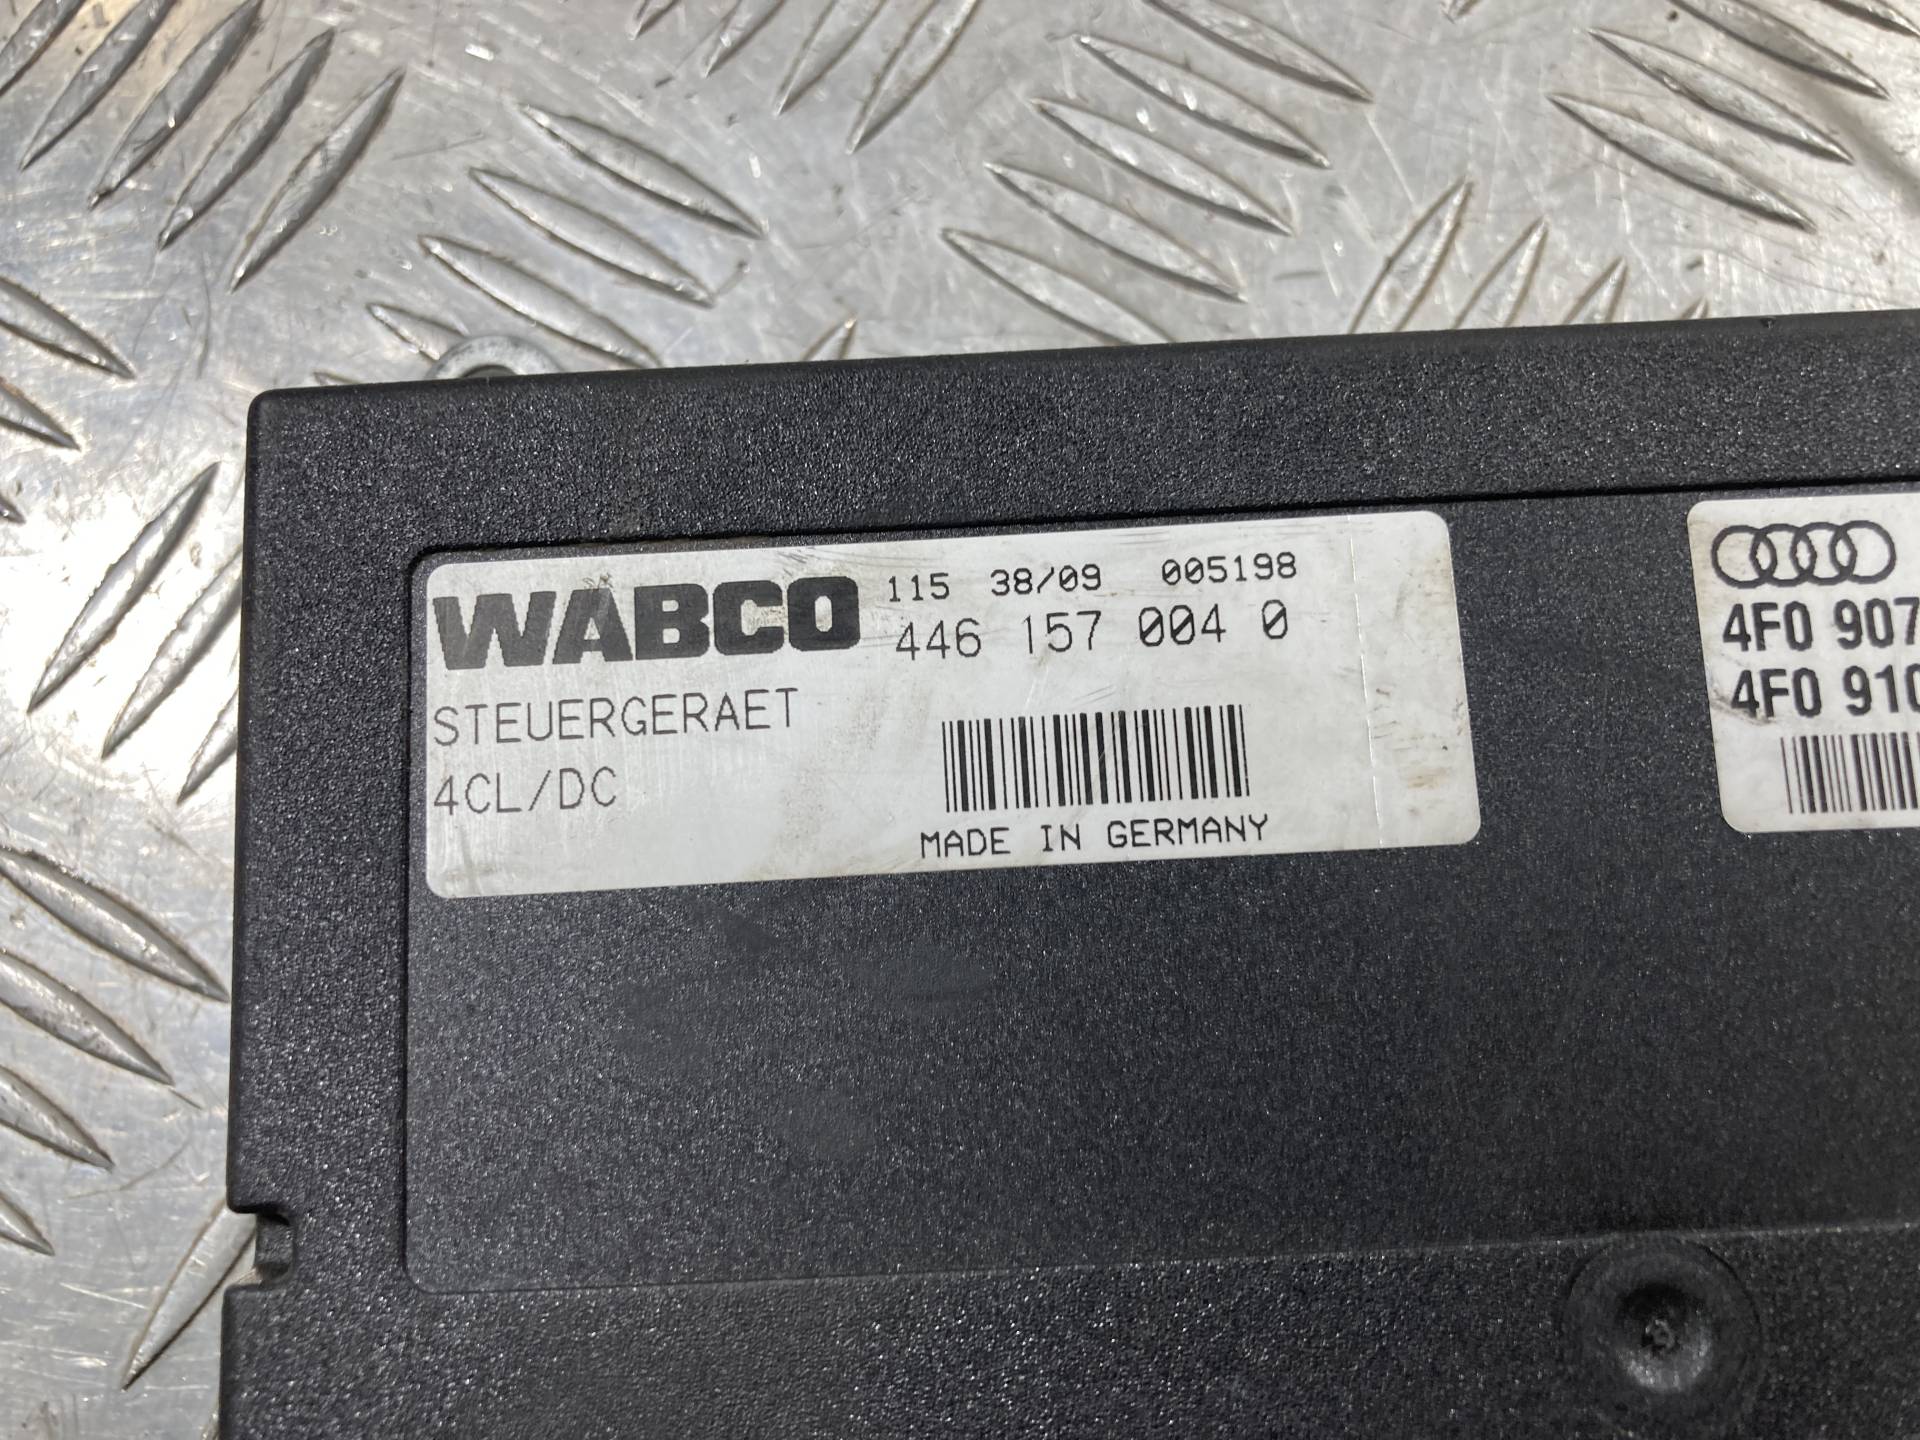 WABCO 115 38/09 005198
446 157 004 0
STEUERGERAET
4CL/DC
MADE IN GERMANY
4F0 907
4F0 910